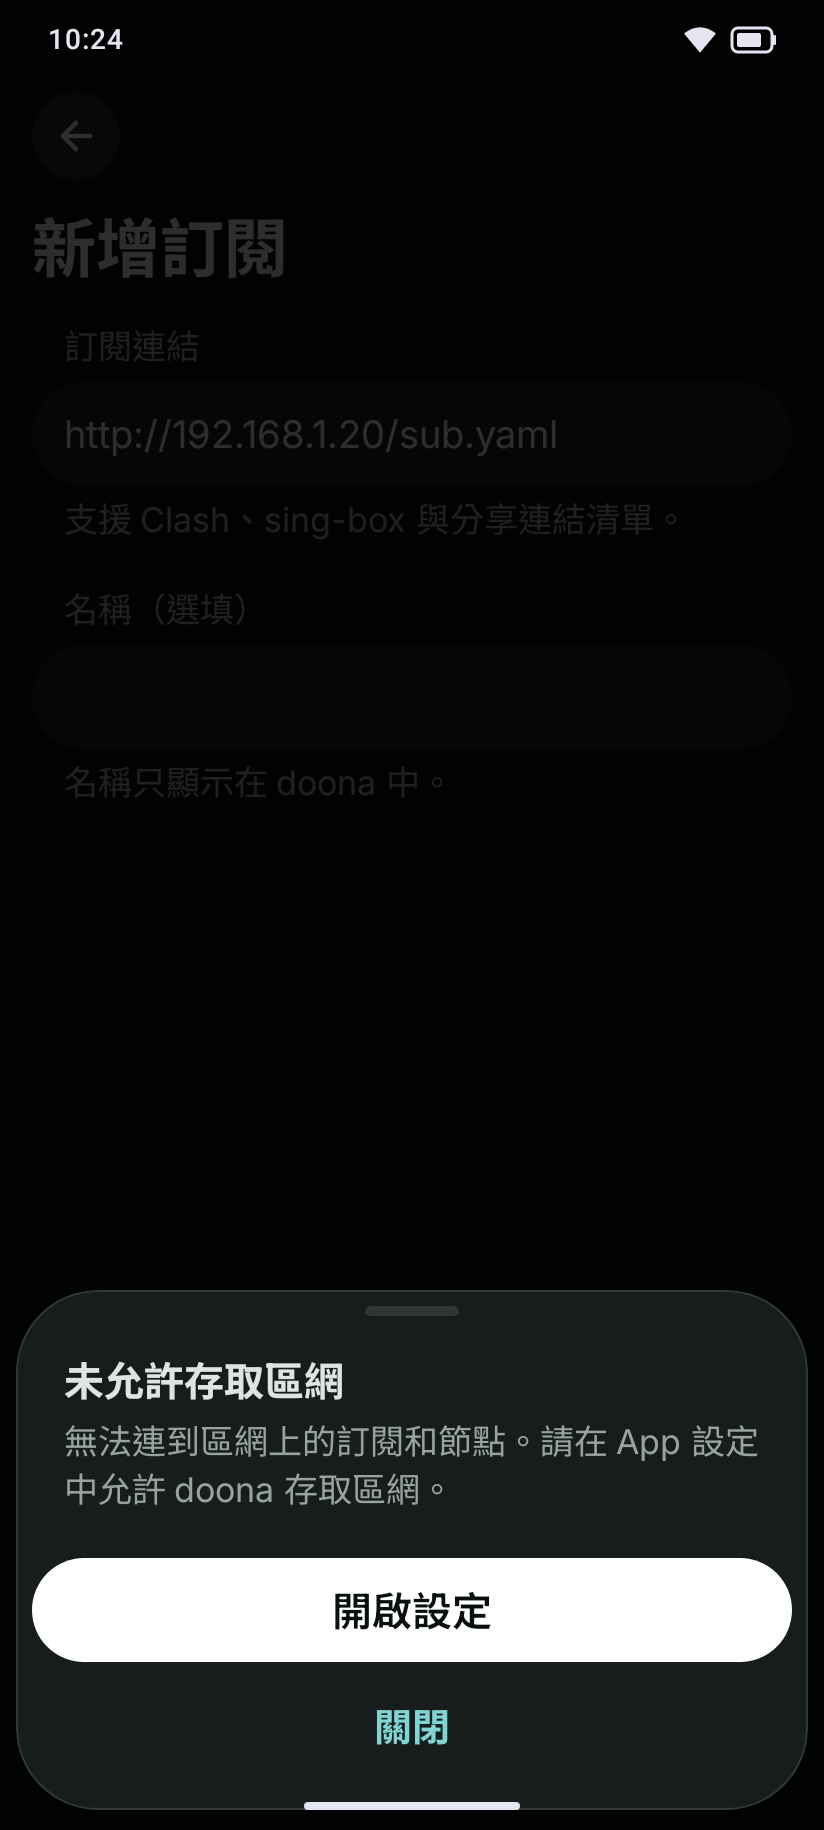 10:24
新增訂閱
訂閱連結
http://192.168.1.20/sub.yaml
支援 Clash、sing-box 與分享連結清單。
名稱（選填）
名稱只顯示在 doona 中。
未允許存取區網
無法連到區網上的訂閱和節點。請在 App 設定
中允許 doona 存取區網。
開啟設定
關閉